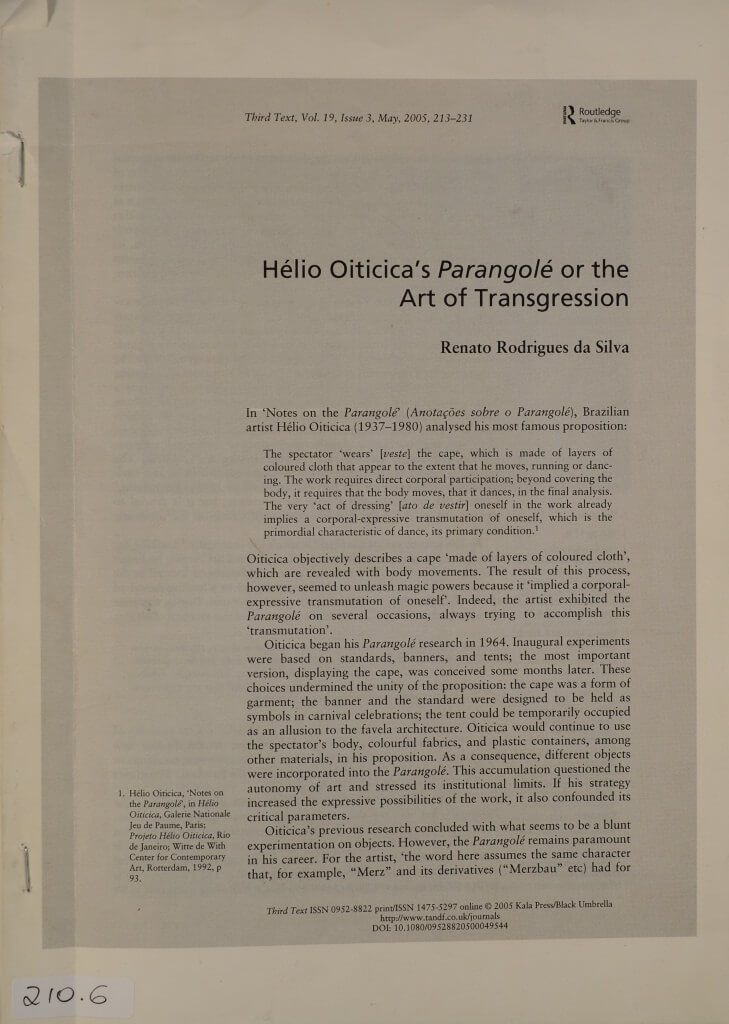 Third Text, Vol. 19, Issue 3, May, 2005, 213–231
Routledge
Taylor & Francis Group
Hélio Oiticica's Parangolé or the
Art of Transgression
Renato Rodrigues da Silva
In 'Notes on the Parangolé' (Anotações sobre o Parangolé), Brazilian
artist Hélio Oiticica (1937–1980) analysed his most famous proposition:
The spectator 'wears' [veste] the cape, which is made of layers of
coloured cloth that appear to the extent that he moves, running or danc-
ing. The work requires direct corporal participation; beyond covering the
body, it requires that the body moves, that it dances, in the final analysis.
The very 'act of dressing' [ato de vestir] oneself in the work already
implies a corporal-expressive transmutation of oneself, which is the
primordial characteristic of dance, its primary condition.1
Oiticica objectively describes a cape 'made of layers of coloured cloth',
which are revealed with body movements. The result of this process,
however, seemed to unleash magic powers because it 'implied a corporal-
expressive transmutation of oneself'. Indeed, the artist exhibited the
Parangolé on several occasions, always trying to accomplish this
'transmutation'.
Oiticica began his Parangolé research in 1964. Inaugural experiments
were based on standards, banners, and tents; the most important
version, displaying the cape, was conceived some months later. These
choices undermined the unity of the proposition: the cape was a form of
garment; the banner and the standard were designed to be held as
symbols in carnival celebrations; the tent could be temporarily occupied
as an allusion to the favela architecture. Oiticica would continue to use
the spectator's body, colourful fabrics, and plastic containers, among
other materials, in his proposition. As a consequence, different objects
were incorporated into the Parangolé. This accumulation questioned the
autonomy of art and stressed its institutional limits. If his strategy
increased the expressive possibilities of the work, it also confounded its
critical parameters.
Oiticica's previous research concluded with what seems to be a blunt
experimentation on objects. However, the Parangolé remains paramount
in his career. For the artist, 'the word here assumes the same character
that, for example, "Merz" and its derivatives ("Merzbau" etc) had for
1. Hélio Oiticica, 'Notes on
the Parangolé', in Hélio
Oiticica, Galerie Nationale
Jeu de Paume, Paris;
Projeto Hélio Oiticica, Rio
de Janeiro; Witte de With
Center for Contemporary
Art, Rotterdam, 1992, p
93.
Third Text ISSN 0952-8822 print/ISSN 1475-5297 online © 2005 Kala Press/Black Umbrella
http://www.tandf.co.uk/journals
DOI: 10.1080/09528820500049544
210.6